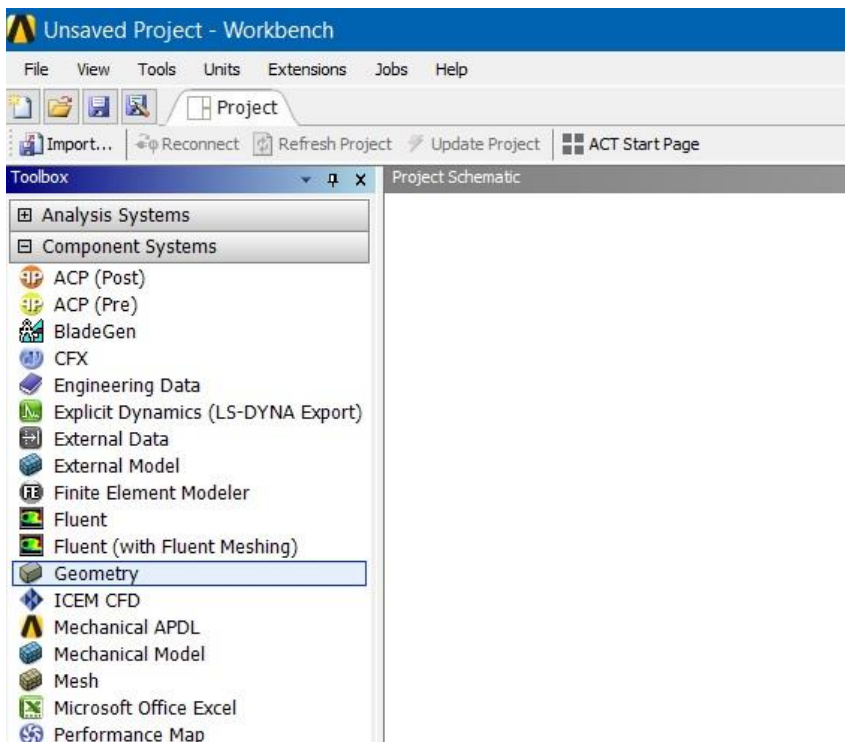 Unsaved Project - Workbench
File View Tools Units Extensions Jobs Help
Project
Import... Reconnect Refresh Project Update Project ACT Start Page
Toolbox
Project Schematic
Analysis Systems
Component Systems
ACP (Post)
ACP (Pre)
BladeGen
CFX
Engineering Data
Explicit Dynamics (LS-DYNA Export)
External Data
External Model
Finite Element Modeler
Fluent
Fluent (with Fluent Meshing)
Geometry
ICEM CFD
Mechanical APDL
Mechanical Model
Mesh
Microsoft Office Excel
Performance Map